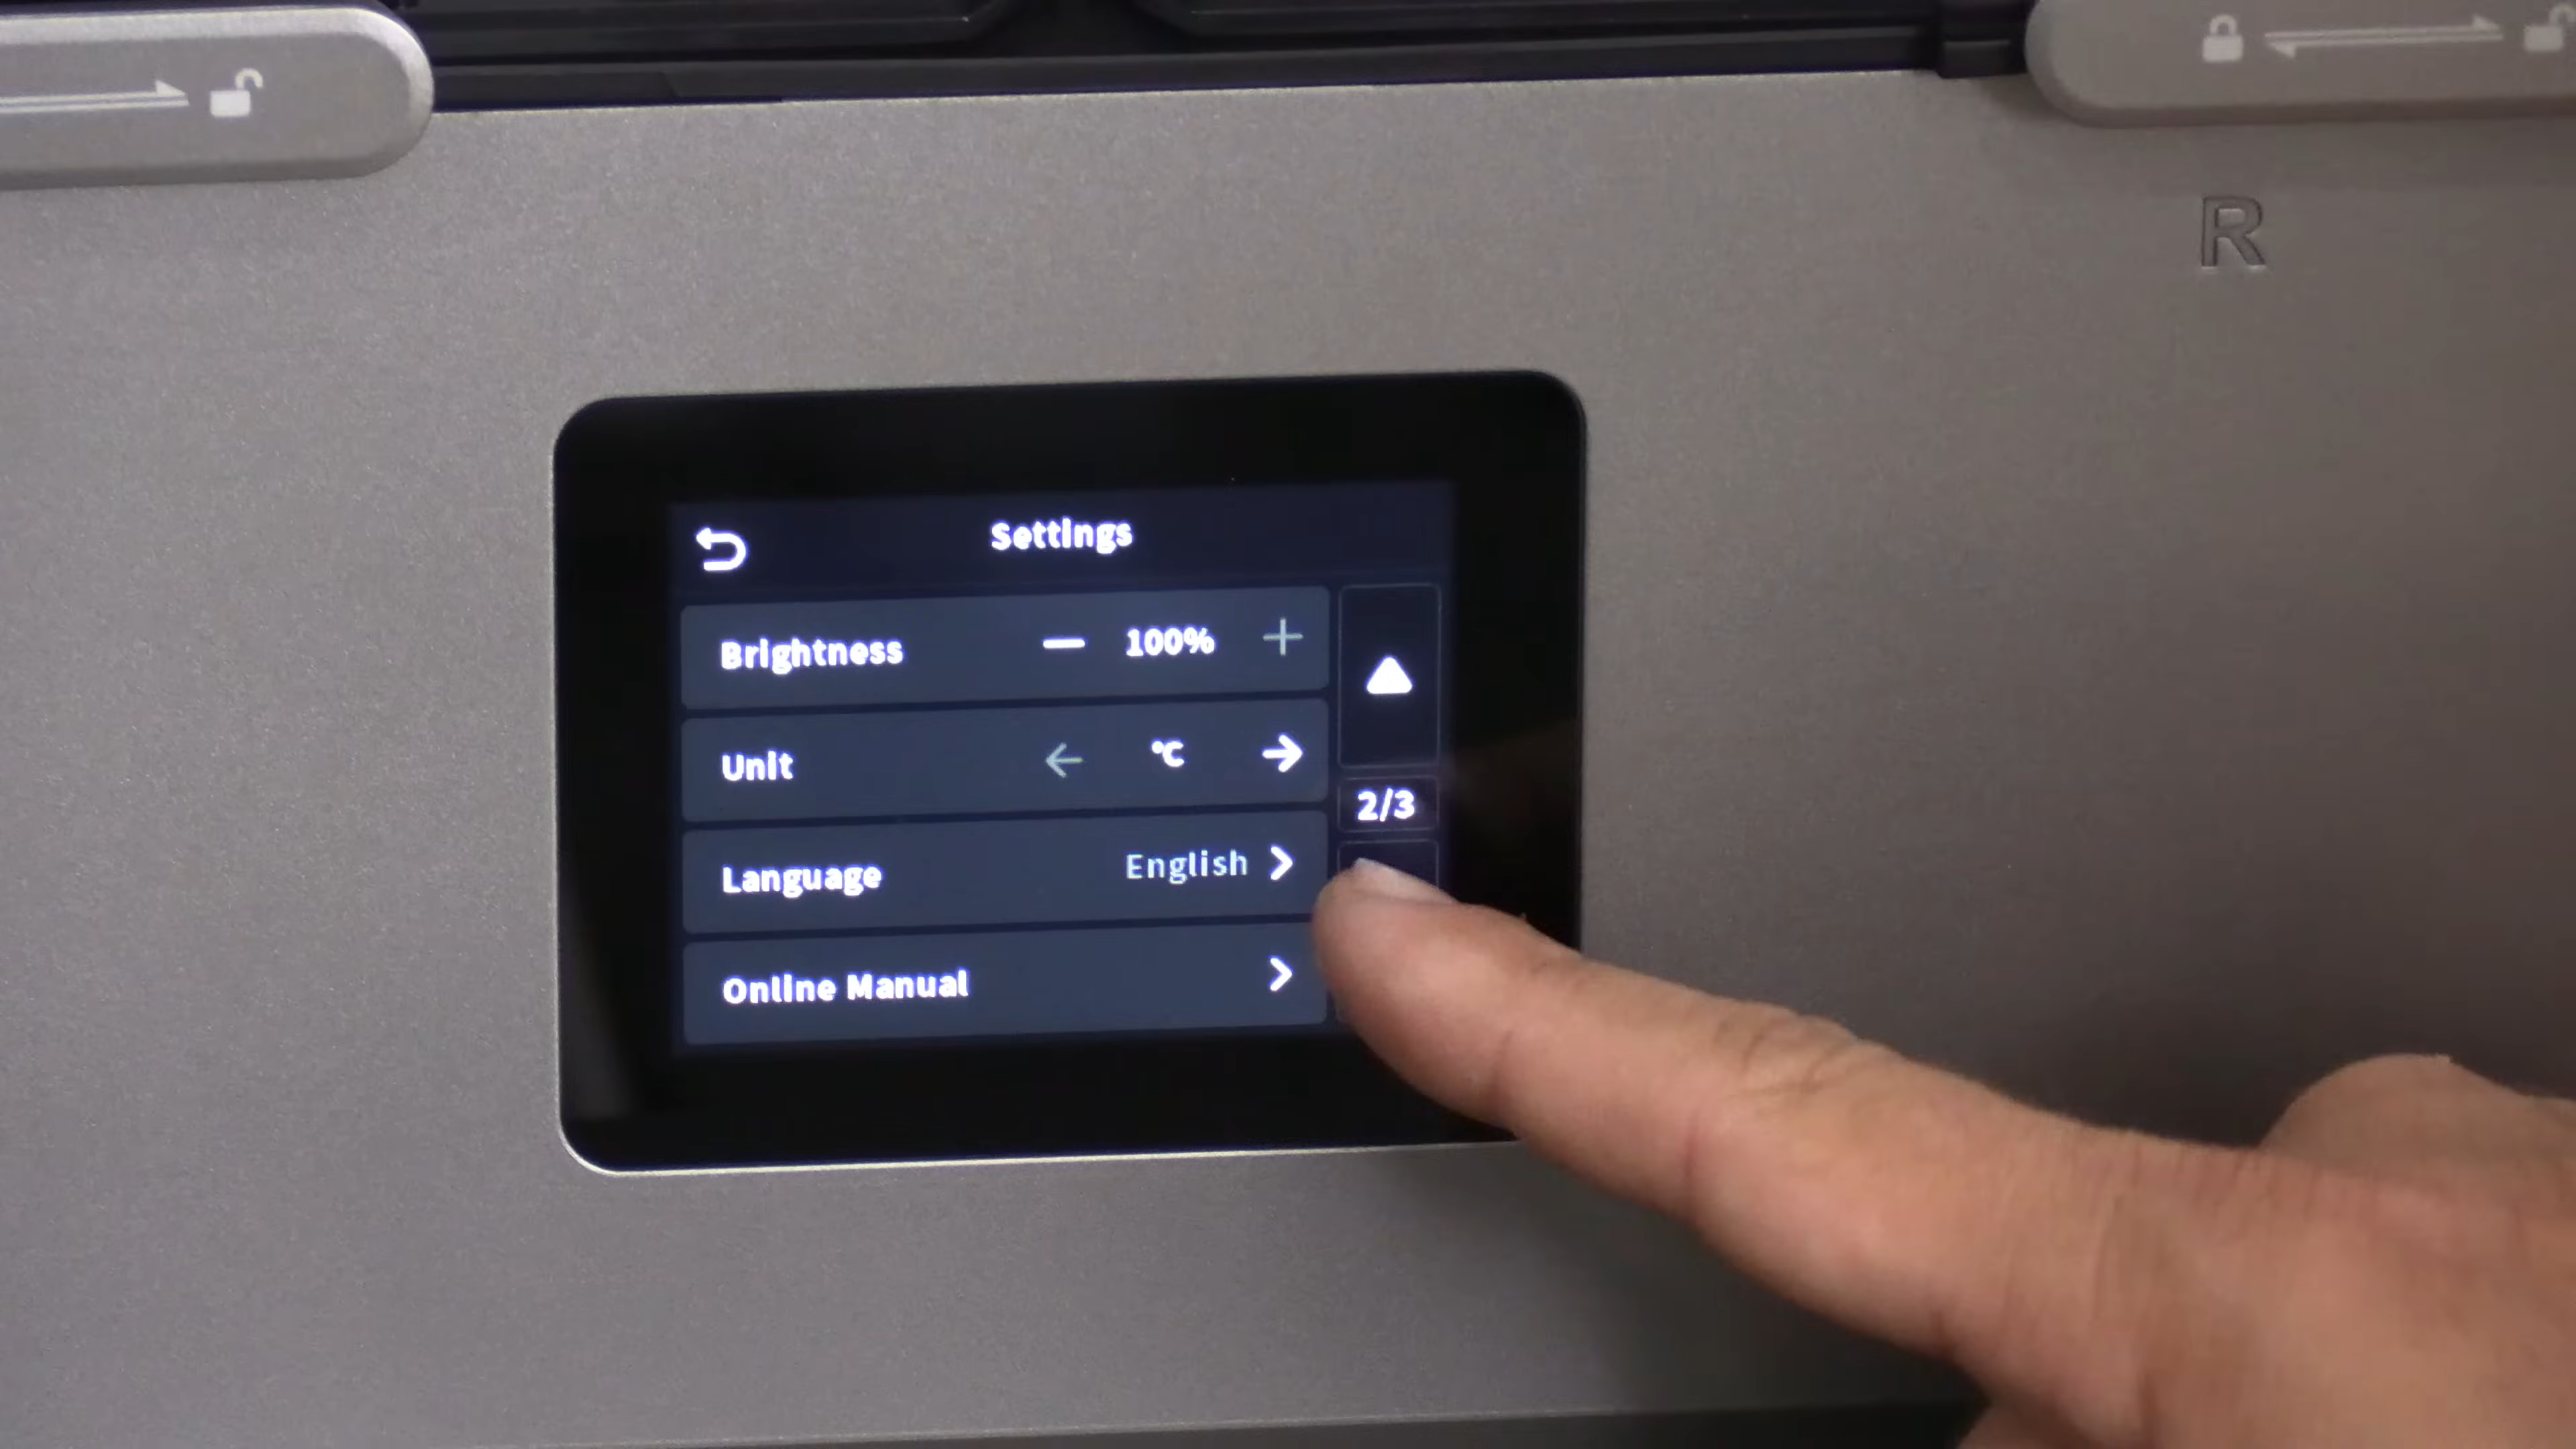 R
Settings
Brightness 100%
Unit ℃
2/3
Language English
Online Manual